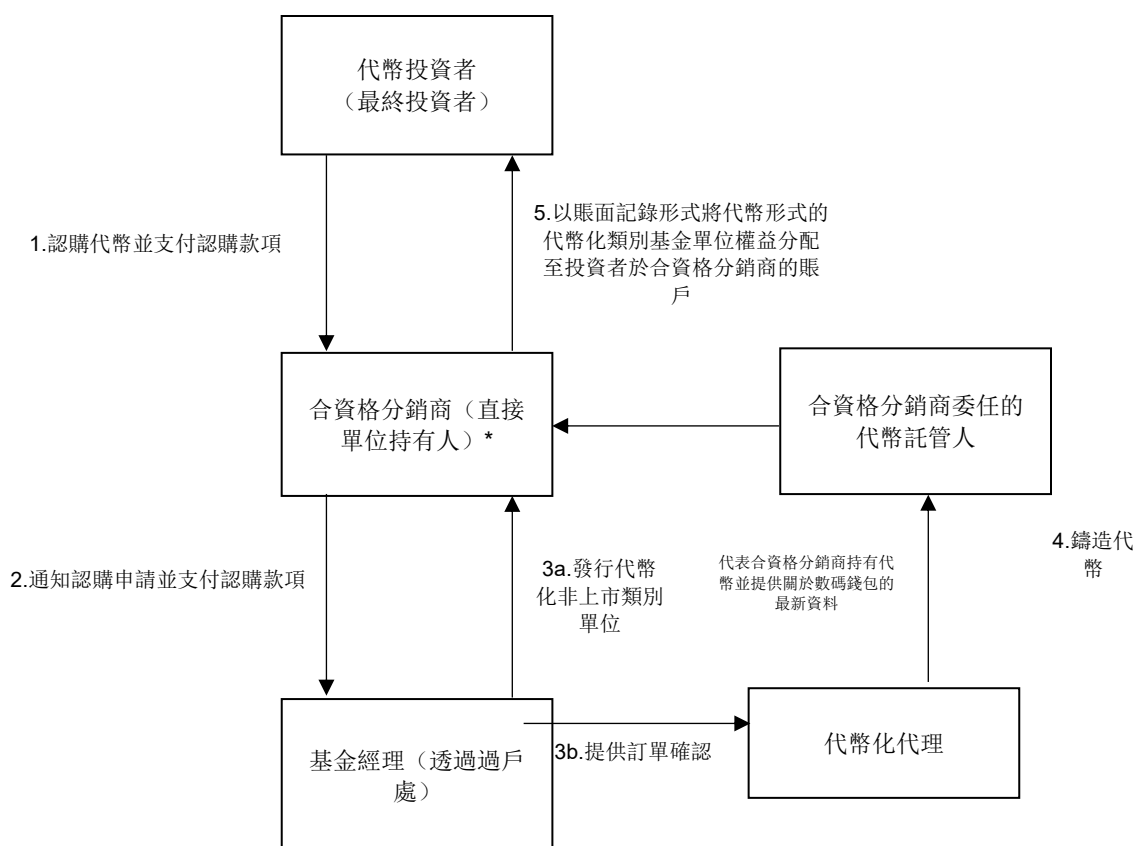 代幣投資者
（最終投資者）
1.認購代幣並支付認購款項
5.以賬面記錄形式將代幣形式的
代幣化類別基金單位權益分配
至投資者於合資格分銷商的賬
戶
合資格分銷商（直接
單位持有人）*
合資格分銷商委任的
代幣託管人
2.通知認購申請並支付認購款項
3a.發行代幣
化非上市類別
單位
代表合資格分銷商持有代
幣並提供關於數碼錢包的
最新資料
4.鑄造代
幣
基金經理（透過過戶
處）
3b.提供訂單確認
代幣化代理